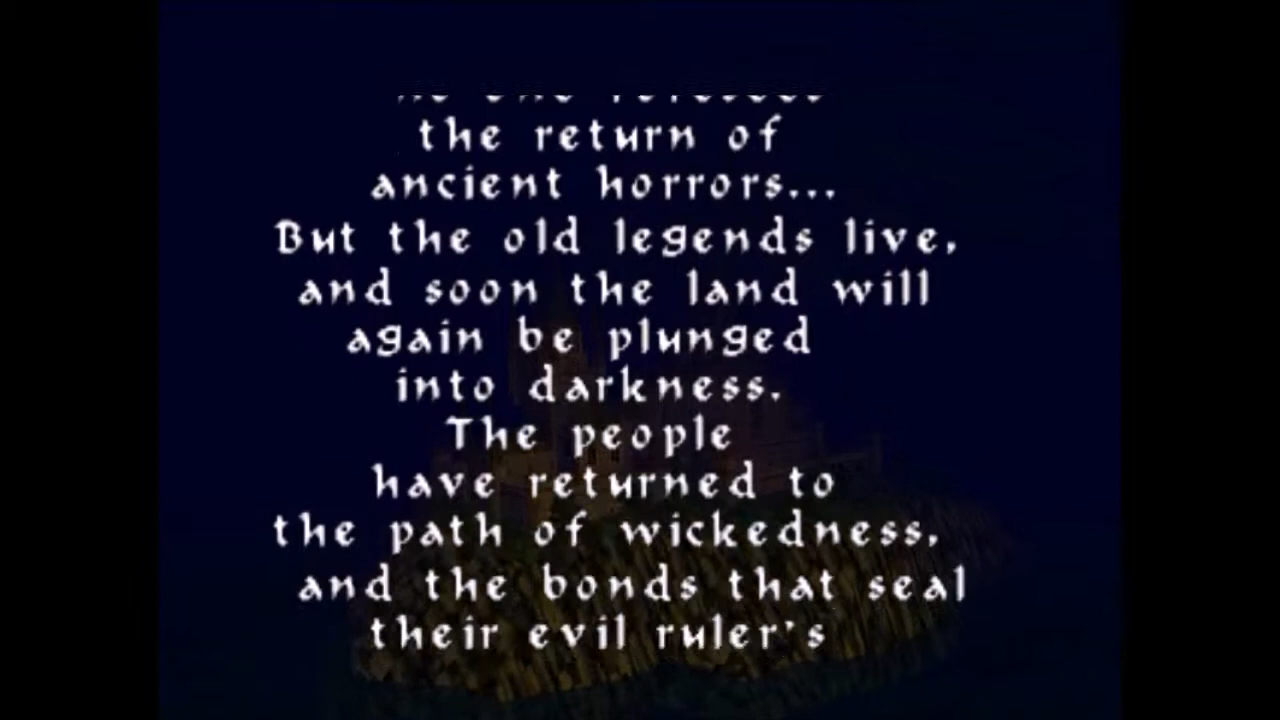 the return of
ancient horrors...
But the old legends live,
and soon the land will
again be plunged
into darkness.
The people
have returned to
the path of wickedness,
and the bonds that seal
their evil ruler's